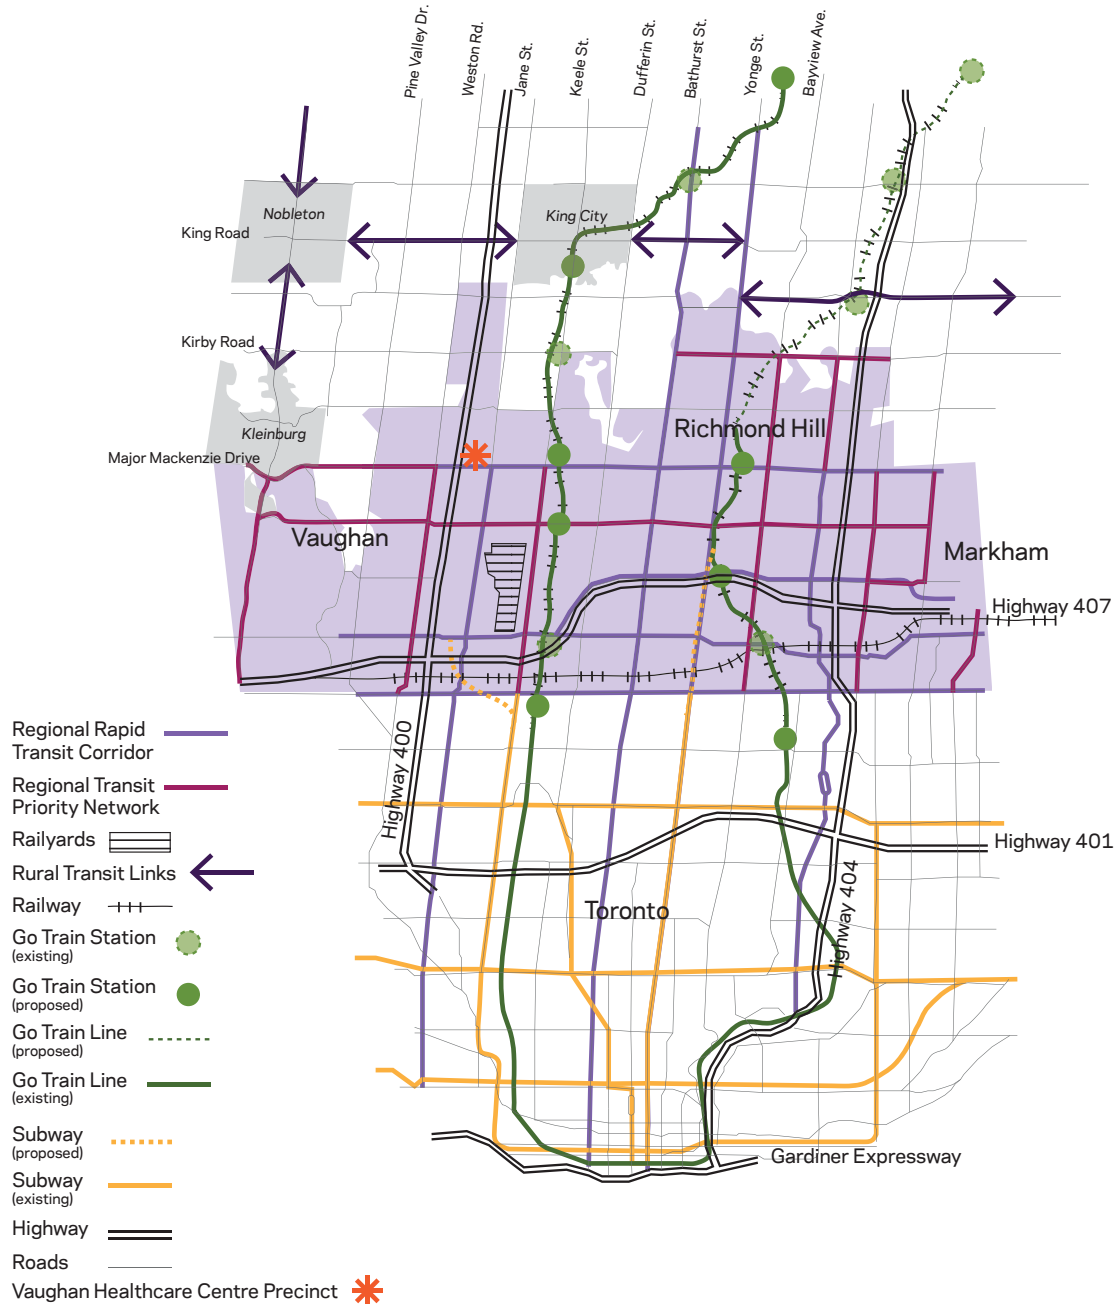 Pine Valley Dr.
Weston Rd.
Jane St.
Keele St.
Dufferin St.
Bathurst St.
Yonge St.
Bayview Ave.
Nobleton
King City
King Road
Kirby Road
Kleinburg
Major Mackenzie Drive
Richmond Hill
Vaughan
Markham
Highway 407
Highway 400
Highway 401
Highway 404
Toronto
Gardiner Expressway
Regional Rapid
Transit Corridor
Regional Transit
Priority Network
Railyards
Rural Transit Links
Railway
Go Train Station
(existing)
Go Train Station
(proposed)
Go Train Line
(proposed)
Go Train Line
(existing)
Subway
(proposed)
Subway
(existing)
Highway
Roads
Vaughan Healthcare Centre Precinct